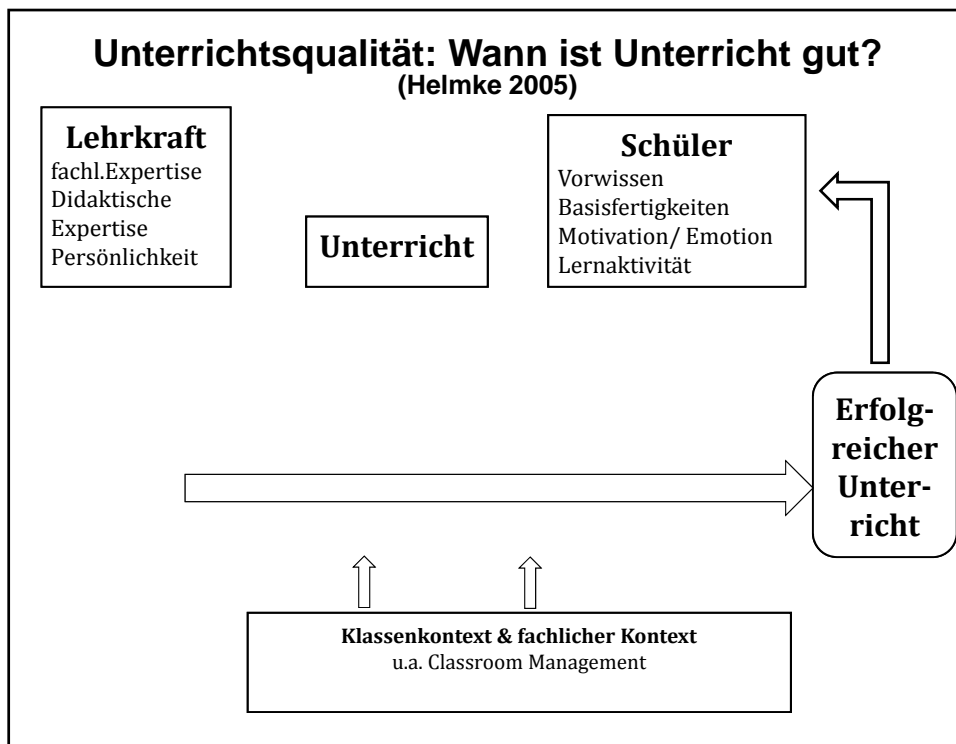 Unterrichtsqualität: Wann ist Unterricht gut?
(Helmke 2005)
Lehrkraft
fachl.Expertise
Didaktische
Expertise
Persönlichkeit
Unterricht
Schüler
Vorwissen
Basisfertigkeiten
Motivation/ Emotion
Lernaktivität
Erfolg-
reicher
Unter-
richt
Klassenkontext & fachlicher Kontext
u.a. Classroom Management